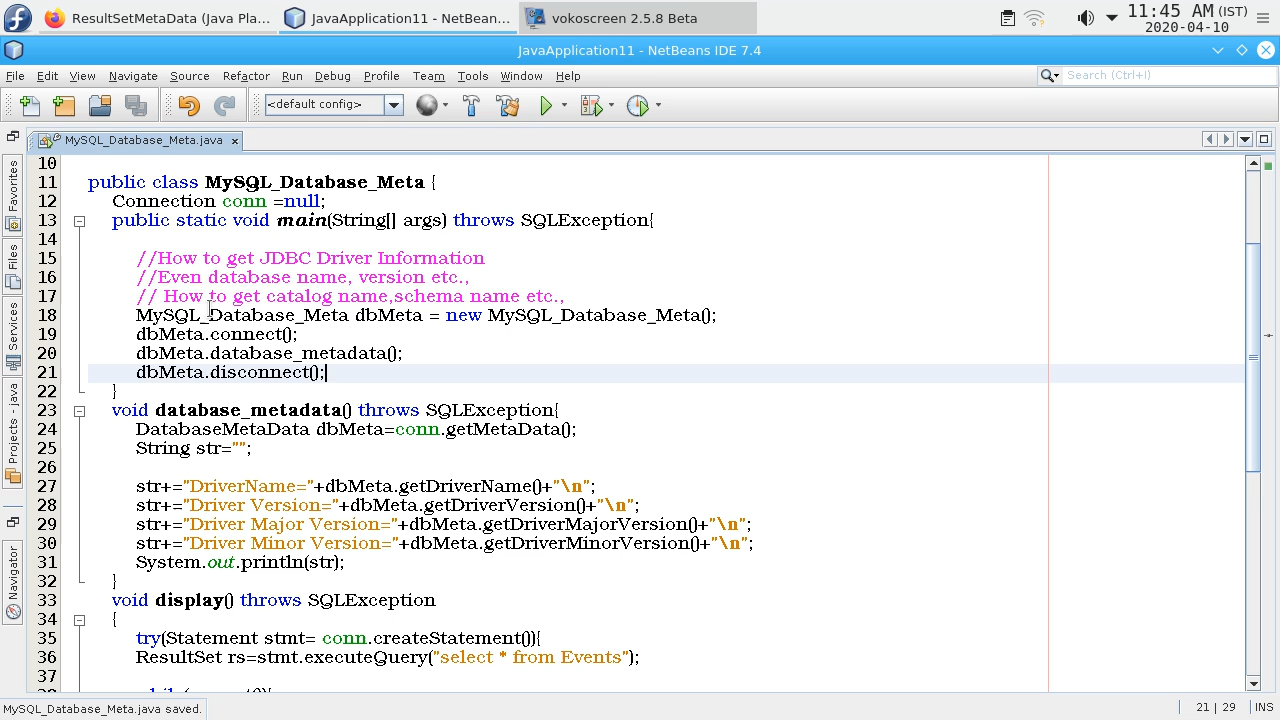 ResultSetMetaData (Java Pla...
JavaApplication11 - NetBean...
vokoscreen 2.5.8 Beta
11:45 AM (IST)
2020-04-10
JavaApplication11 - NetBeans IDE 7.4
File Edit View Navigate Source Refactor Run Debug Profile Team Tools Window Help
Search (Ctrl+I)
<default config>
MySQL_Database_Meta.java
Favorites
Files
Services
Projects - java
Navigator
10
11 public class MySQL_Database_Meta {
12 Connection conn =null;
13 public static void main(String[] args) throws SQLException{
14
15 //How to get JDBC Driver Information
16 //Even database name, version etc.,
17 // How to get catalog name,schema name etc.,
18 MySQL_Database_Meta dbMeta = new MySQL_Database_Meta();
19 dbMeta.connect();
20 dbMeta.database_metadata();
21 dbMeta.disconnect();
22 }
23 void database_metadata() throws SQLException{
24 DatabaseMetaData dbMeta=conn.getMetaData();
25 String str="";
26
27 str+="DriverName="+dbMeta.getDriverName()+"\n";
28 str+="Driver Version="+dbMeta.getDriverVersion()+"\n";
29 str+="Driver Major Version="+dbMeta.getDriverMajorVersion()+"\n";
30 str+="Driver Minor Version="+dbMeta.getDriverMinorVersion()+"\n";
31 System.out.println(str);
32 }
33 void display() throws SQLException
34 {
35 try(Statement stmt= conn.createStatement()){
36 ResultSet rs=stmt.executeQuery("select * from Events");
37
MySQL_Database_Meta.java saved.
21 | 29
INS